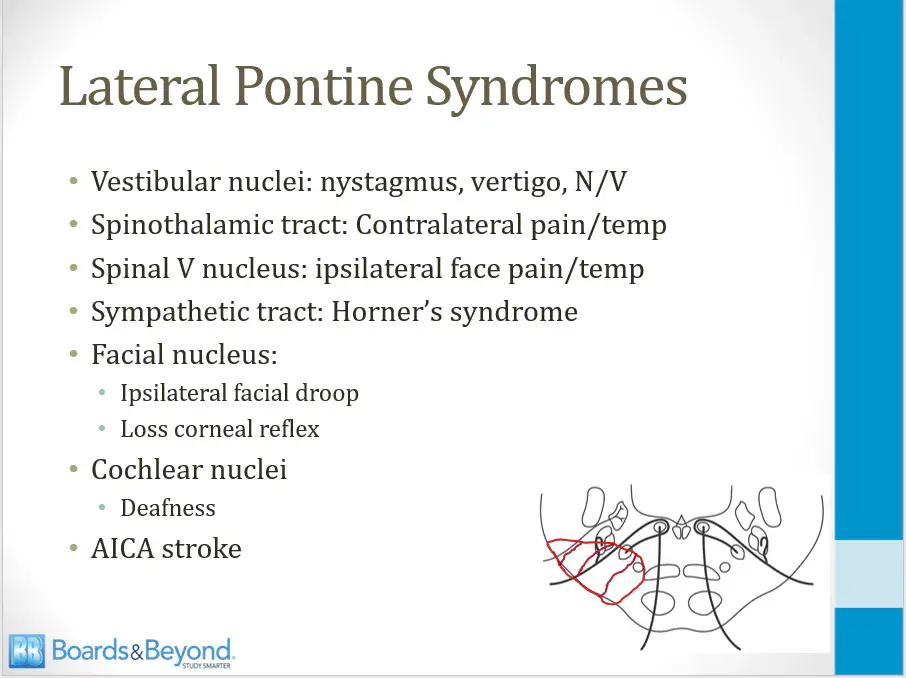 Lateral Pontine Syndromes
• Vestibular nuclei: nystagmus, vertigo, N/V
• Spinothalamic tract: Contralateral pain/temp
• Spinal V nucleus: ipsilateral face pain/temp
• Sympathetic tract: Horner’s syndrome
• Facial nucleus:
• Ipsilateral facial droop
• Loss corneal reflex
• Cochlear nuclei
• Deafness
• AICA stroke
BB Boards&Beyond.
STUDY SMARTER